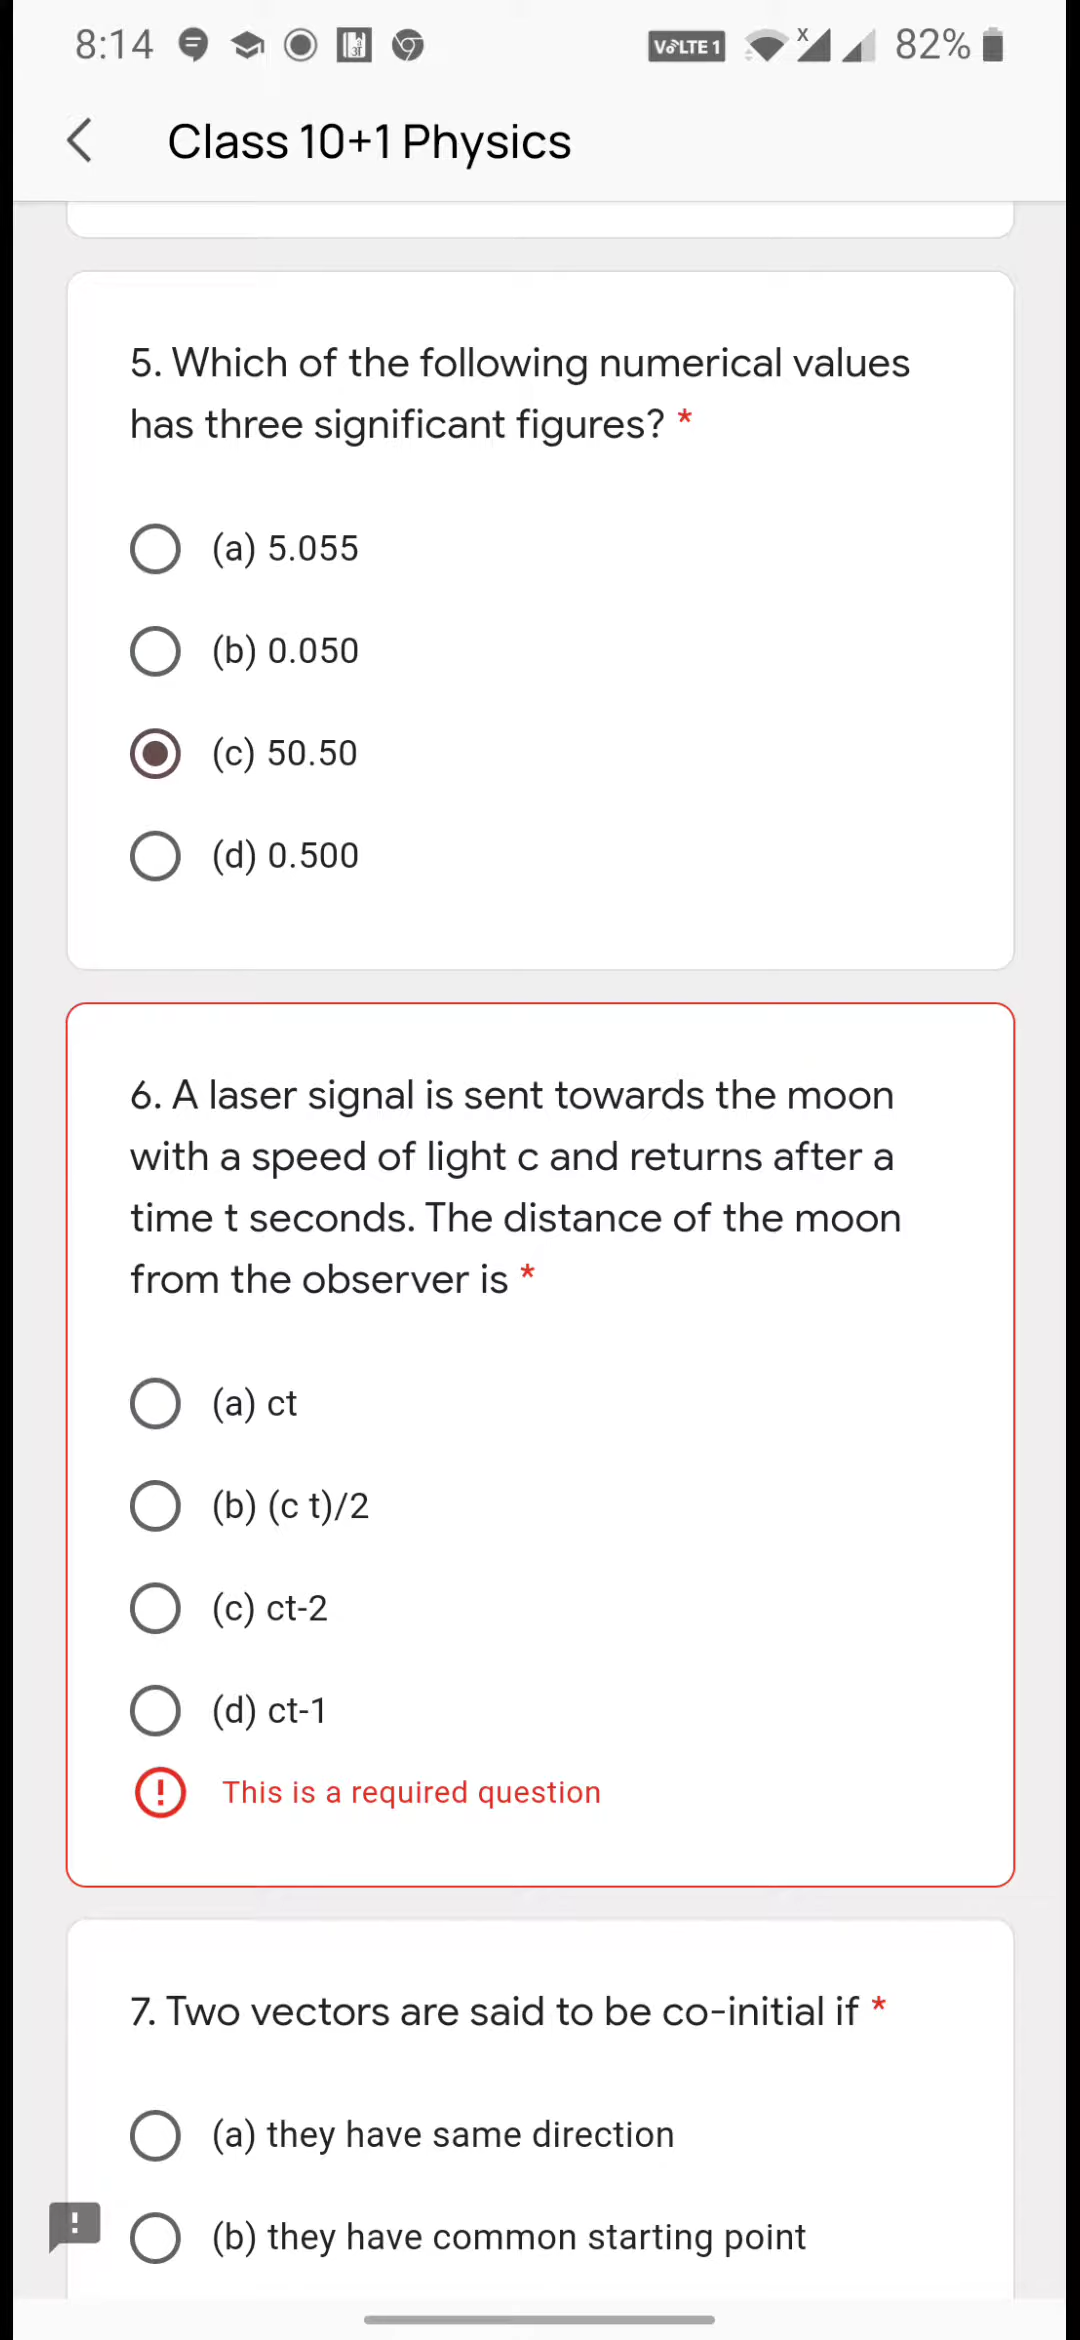 8:14
VoLTE 1
X
82%
Class 10+1 Physics
5. Which of the following numerical values
has three significant figures? *
(a) 5.055
(b) 0.050
(c) 50.50
(d) 0.500
6. A laser signal is sent towards the moon
with a speed of light c and returns after a
time t seconds. The distance of the moon
from the observer is *
(a) ct
(b) (c t)/2
(c) ct-2
(d) ct-1
This is a required question
7. Two vectors are said to be co-initial if *
(a) they have same direction
(b) they have common starting point